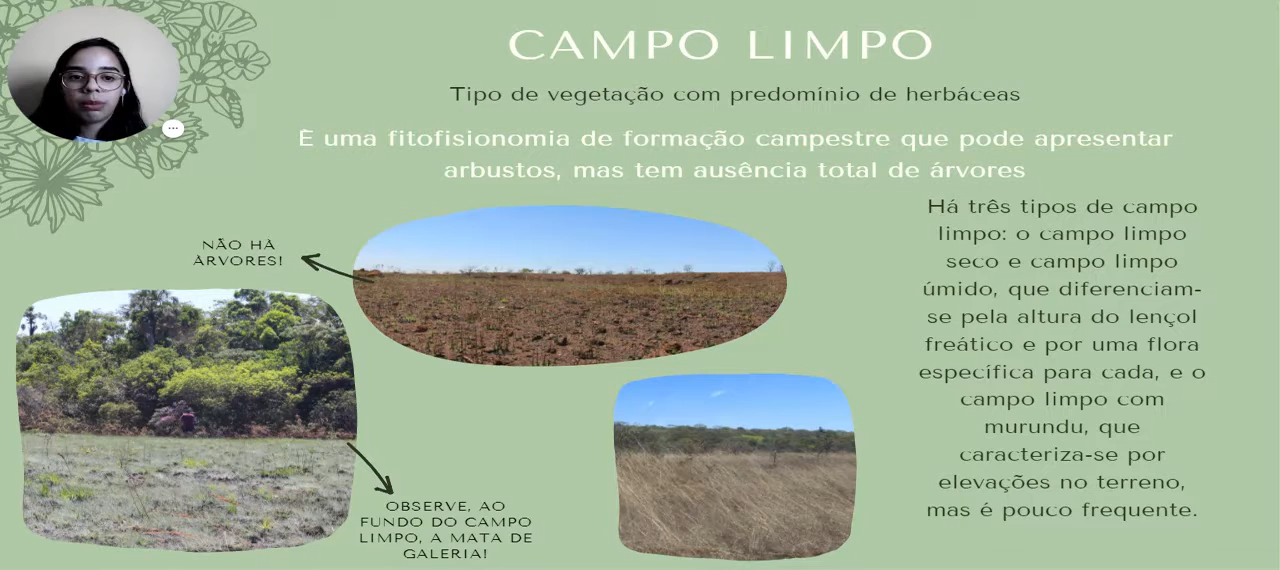 CAMPO LIMPO
Tipo de vegetação com predomínio de herbáceas
É uma fitofisionomia de formação campestre que pode apresentar
arbustos, mas tem ausência total de árvores
Há três tipos de campo
limpo: o campo limpo
seco e campo limpo
úmido, que diferenciam-
se pela altura do lençol
freático e por uma flora
específica para cada, e o
campo limpo com
murundu, que
caracteriza-se por
elevações no terreno,
mas é pouco frequente.
NÃO HÁ
ÁRVORES!
OBSERVE, AO
FUNDO DO CAMPO
LIMPO, A MATA DE
GALERIA!